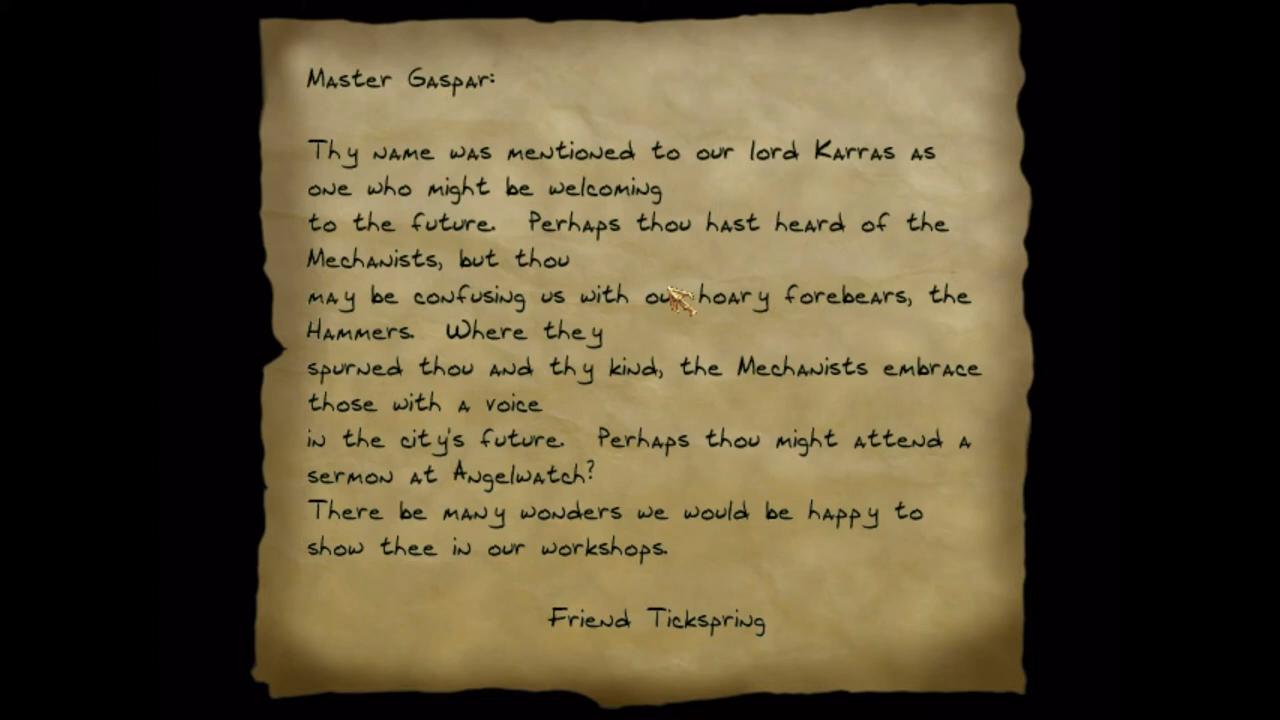 Master Gaspar:
Thy name was mentioned to our lord Karras as
one who might be welcoming
to the future. Perhaps thou hast heard of the
Mechanists, but thou
may be confusing us with our hoary forebears, the
Hammers. Where they
spurned thou and thy kind, the Mechanists embrace
those with a voice
in the city's future. Perhaps thou might attend a
sermon at Angelwatch?
There be many wonders we would be happy to
show thee in our workshops.
Friend Tickspring